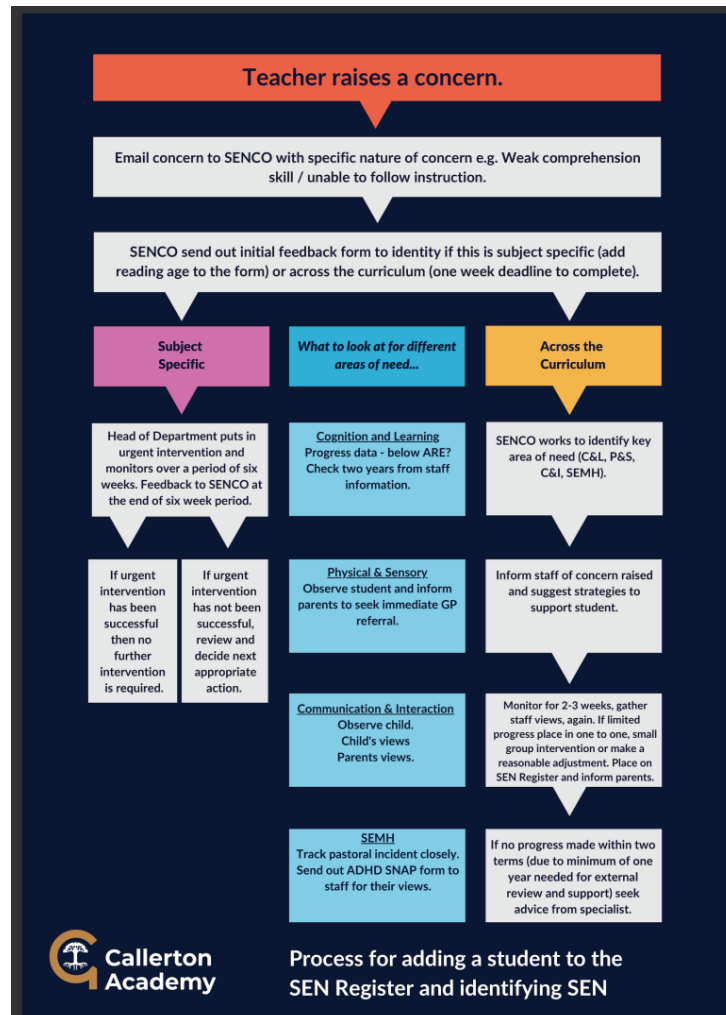 Teacher raises a concern.
Email concern to SENCO with specific nature of concern e.g. Weak comprehension
skill / unable to follow instruction.
SENCO send out initial feedback form to identity if this is subject specific (add
reading age to the form) or across the curriculum (one week deadline to complete).
Subject
Specific
Head of Department puts in
urgent intervention and
monitors over a period of six
weeks. Feedback to SENCO at
the end of six week period.
If urgent
intervention
has been
successful
then no
further
intervention
is required.
If urgent
intervention
has not been
successful,
review and
decide next
appropriate
action.
What to look at for different
areas of need...
Cognition and Learning
Progress data - below ARE?
Check two years from staff
information.
Physical & Sensory
Observe student and inform
parents to seek immediate GP
referral.
Communication & Interaction
Observe child.
Child's views
Parents views.
SEMH
Track pastoral incident closely.
Send out ADHD SNAP form to
staff for their views.
Across the
Curriculum
SENCO works to identify key
area of need (C&L, P&S,
C&I, SEMH).
Inform staff of concern raised
and suggest strategies to
support student.
Monitor for 2-3 weeks, gather
staff views, again. If limited
progress place in one to one, small
group intervention or make a
reasonable adjustment. Place on
SEN Register and inform parents.
If no progress made within two
terms (due to minimum of one
year needed for external
review and support) seek
advice from specialist.
Callerton
Academy
Process for adding a student to the
SEN Register and identifying SEN